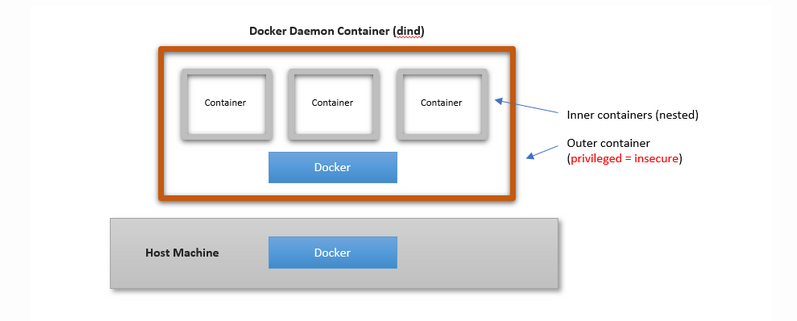 Docker Daemon Container (dind)
Container
Container
Container
Inner containers (nested)
Outer container
(privileged = insecure)
Docker
Host Machine
Docker